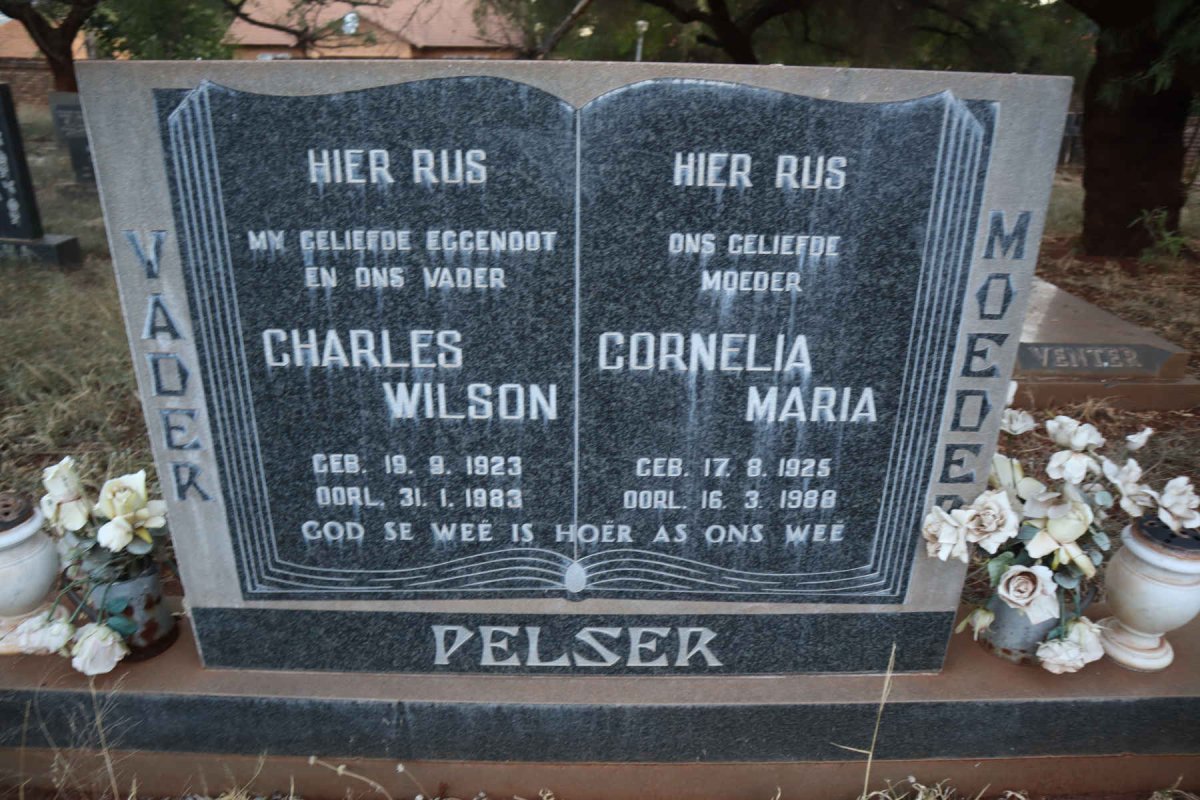 VADER
HIER RUS
MY GELIEFDE EGGENOOT
EN ONS VADER
CHARLES
WILSON
GEB. 19. 9. 1923
OORL. 31. 1. 1983
HIER RUS
ONS GELIEFDE
MOEDER
CORNELIA
MARIA
GEB. 17. 8. 1925
OORL. 16. 3. 1988
GOD SE WEË IS HOËR AS ONS WEË
MOEDER
PELSER
VENTER